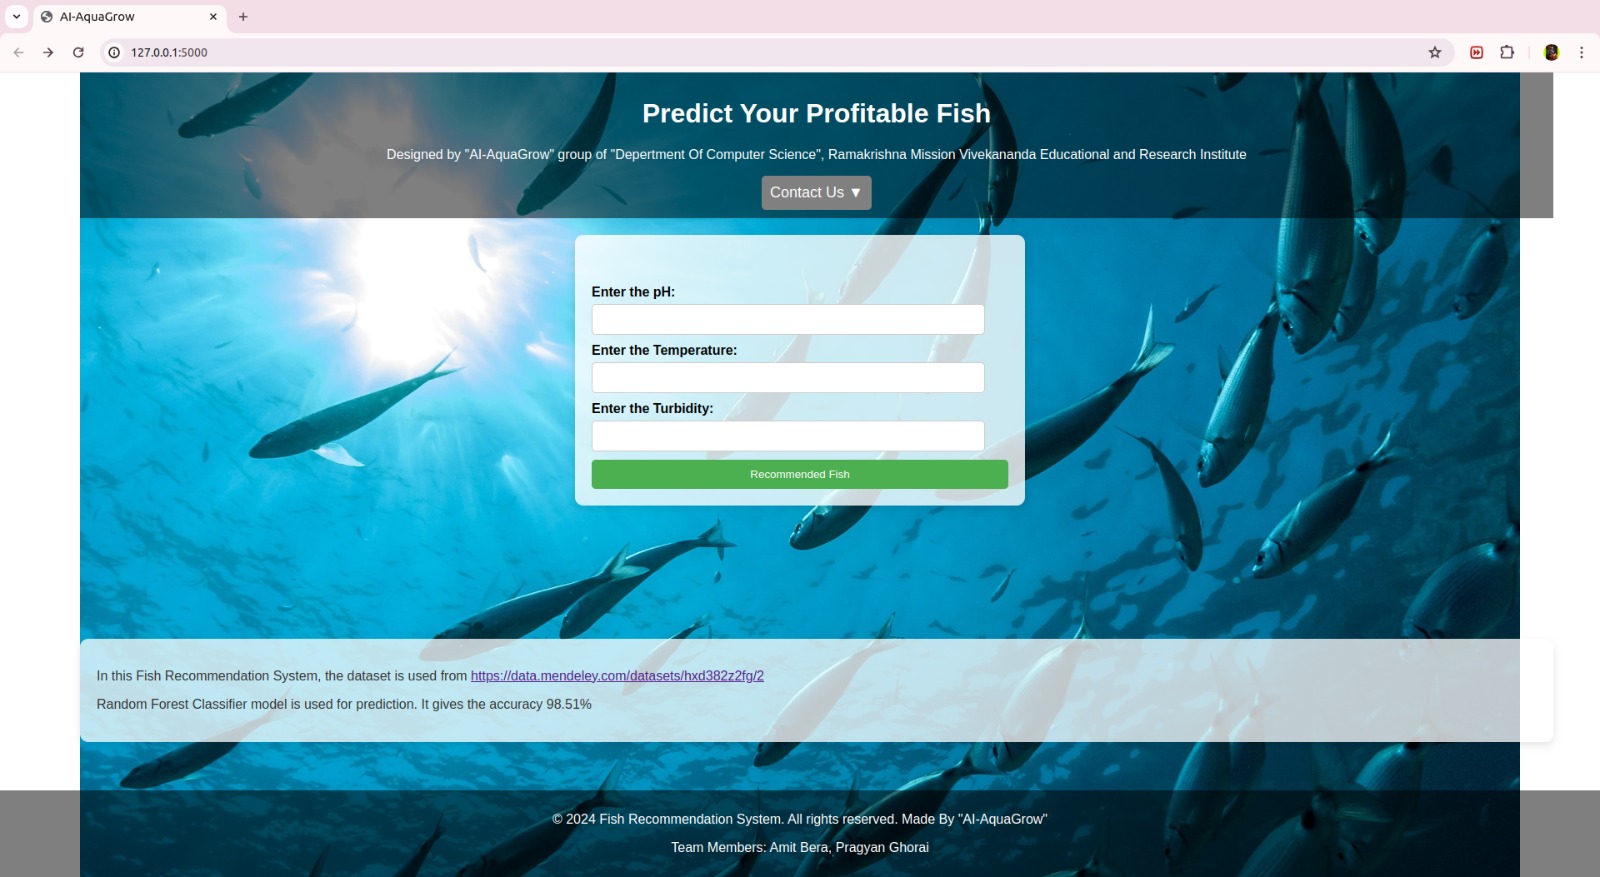 AI-AquaGrow
127.0.0.1:5000
Predict Your Profitable Fish
Designed by "AI-AquaGrow" group of "Depertment Of Computer Science", Ramakrishna Mission Vivekananda Educational and Research Institute
Contact Us ▼
Enter the pH:
Enter the Temperature:
Enter the Turbidity:
Recommended Fish
In this Fish Recommendation System, the dataset is used from https://data.mendeley.com/datasets/hxd382z2fg/2
Random Forest Classifier model is used for prediction. It gives the accuracy 98.51%
© 2024 Fish Recommendation System. All rights reserved. Made By "AI-AquaGrow"
Team Members: Amit Bera, Pragyan Ghorai